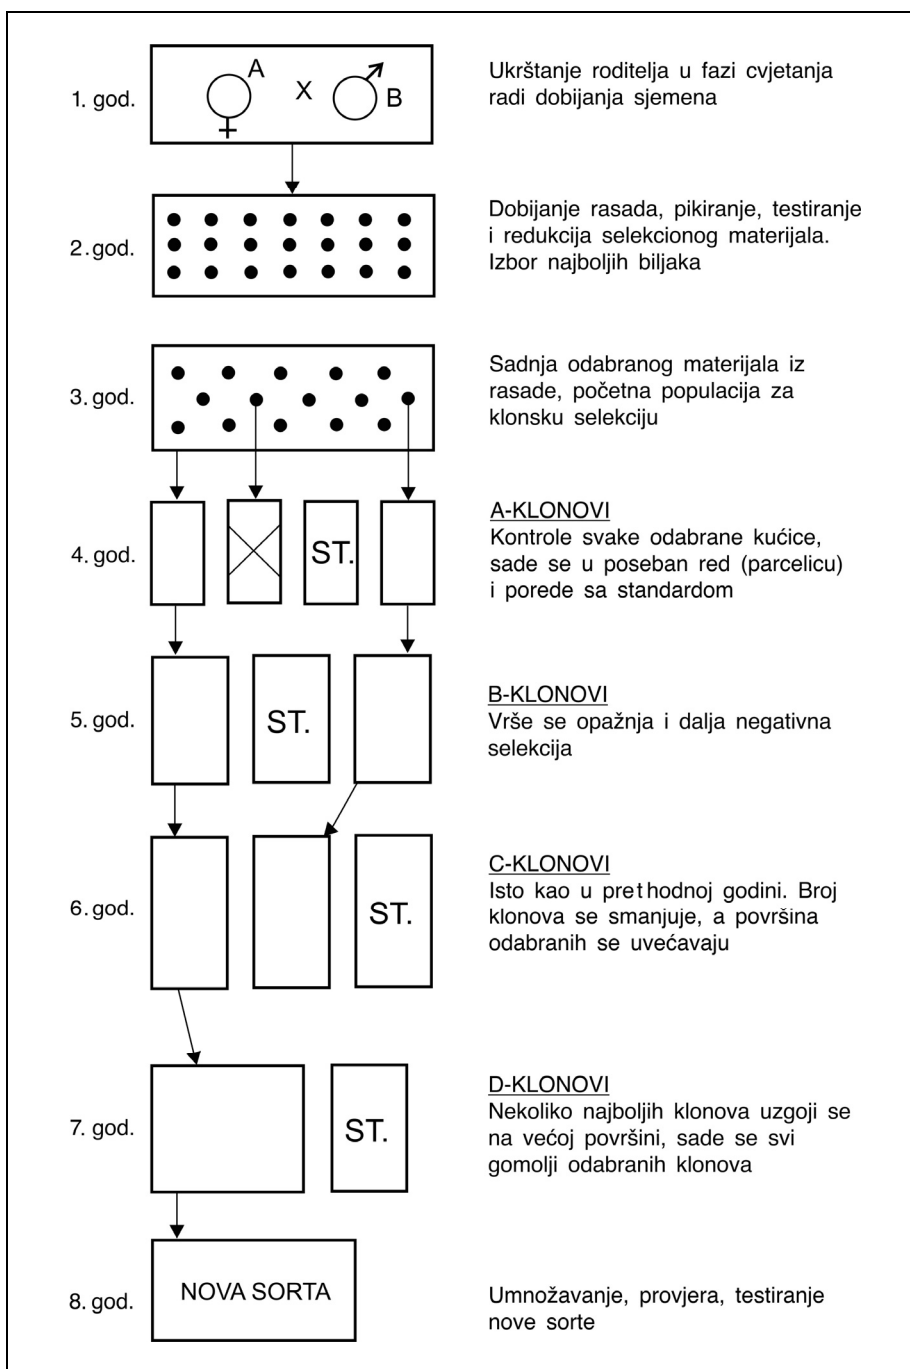 1. god.
A
X
B
Ukrštanje roditelja u fazi cvjetanja
radi dobijanja sjemena
2. god.
Dobijanje rasada, pikiranje, testiranje
i redukcija selekcionog materijala.
Izbor najboljih biljaka
3. god.
Sadnja odabranog materijala iz
rasade, početna populacija za
klonsku selekciju
4. god.
ST.
A-KLONOVI
Kontrole svake odabrane kućice,
sade se u poseban red (parcelicu)
i porede sa standardom
5. god.
ST.
B-KLONOVI
Vrše se opažnja i dalja negativna
selekcija
6. god.
ST.
C-KLONOVI
Isto kao u prethodnoj godini. Broj
klonova se smanjuje, a površina
odabranih se uvećavaju
7. god.
ST.
D-KLONOVI
Nekoliko najboljih klonova uzgoji se
na većoj površini, sade se svi
gomolji odabranih klonova
8. god.
NOVA SORTA
Umnožavanje, provjera, testiranje
nove sorte